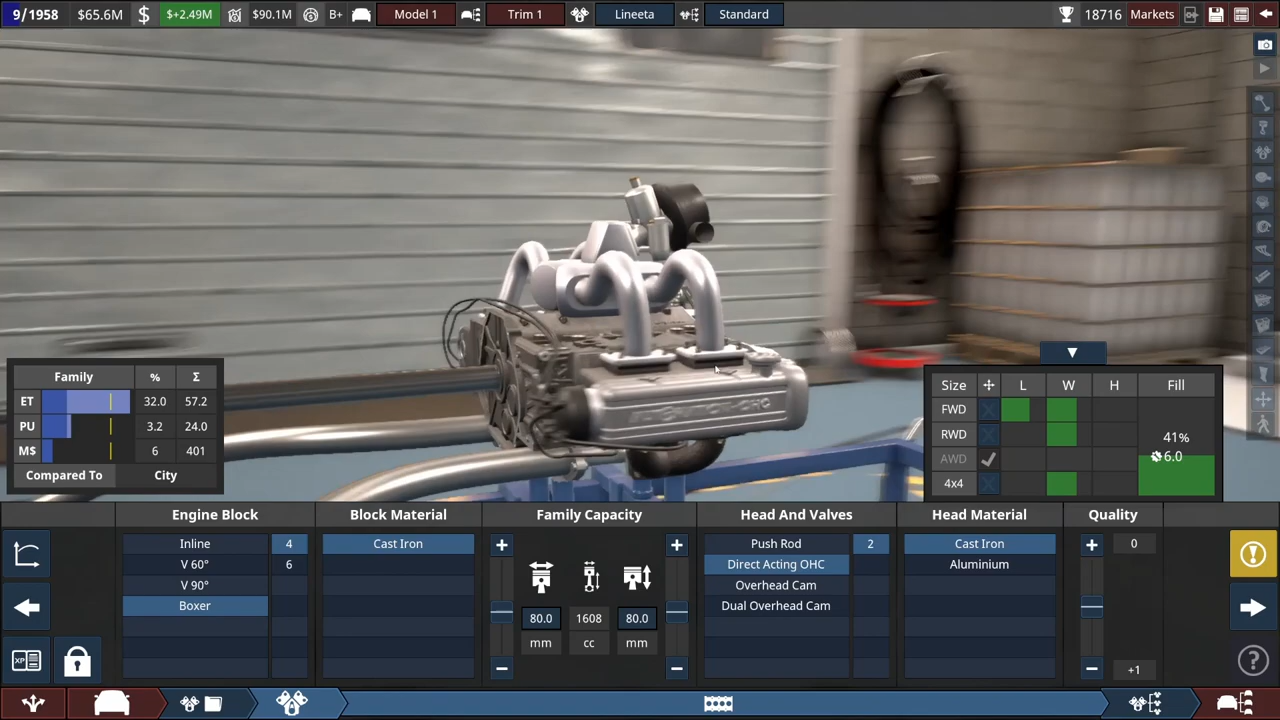 9/1958 $65.6M $ $+2.49M $90.1M B+ Model 1 Trim 1 Lineeta Standard 18716 Markets
Family % Σ
ET 32.0 57.2
PU 3.2 24.0
M$ 6 401
Compared To City
Size L W H Fill
FWD
RWD
AWD
4x4
41%
6.0
Engine Block
Inline 4
V 60° 6
V 90°
Boxer
Block Material
Cast Iron
Family Capacity
+ +
80.0 1608 80.0
mm cc mm
− −
Head And Valves
Push Rod 2
Direct Acting OHC
Overhead Cam
Dual Overhead Cam
Head Material
Cast Iron
Aluminium
Quality
+ 0
− +1
XP
?